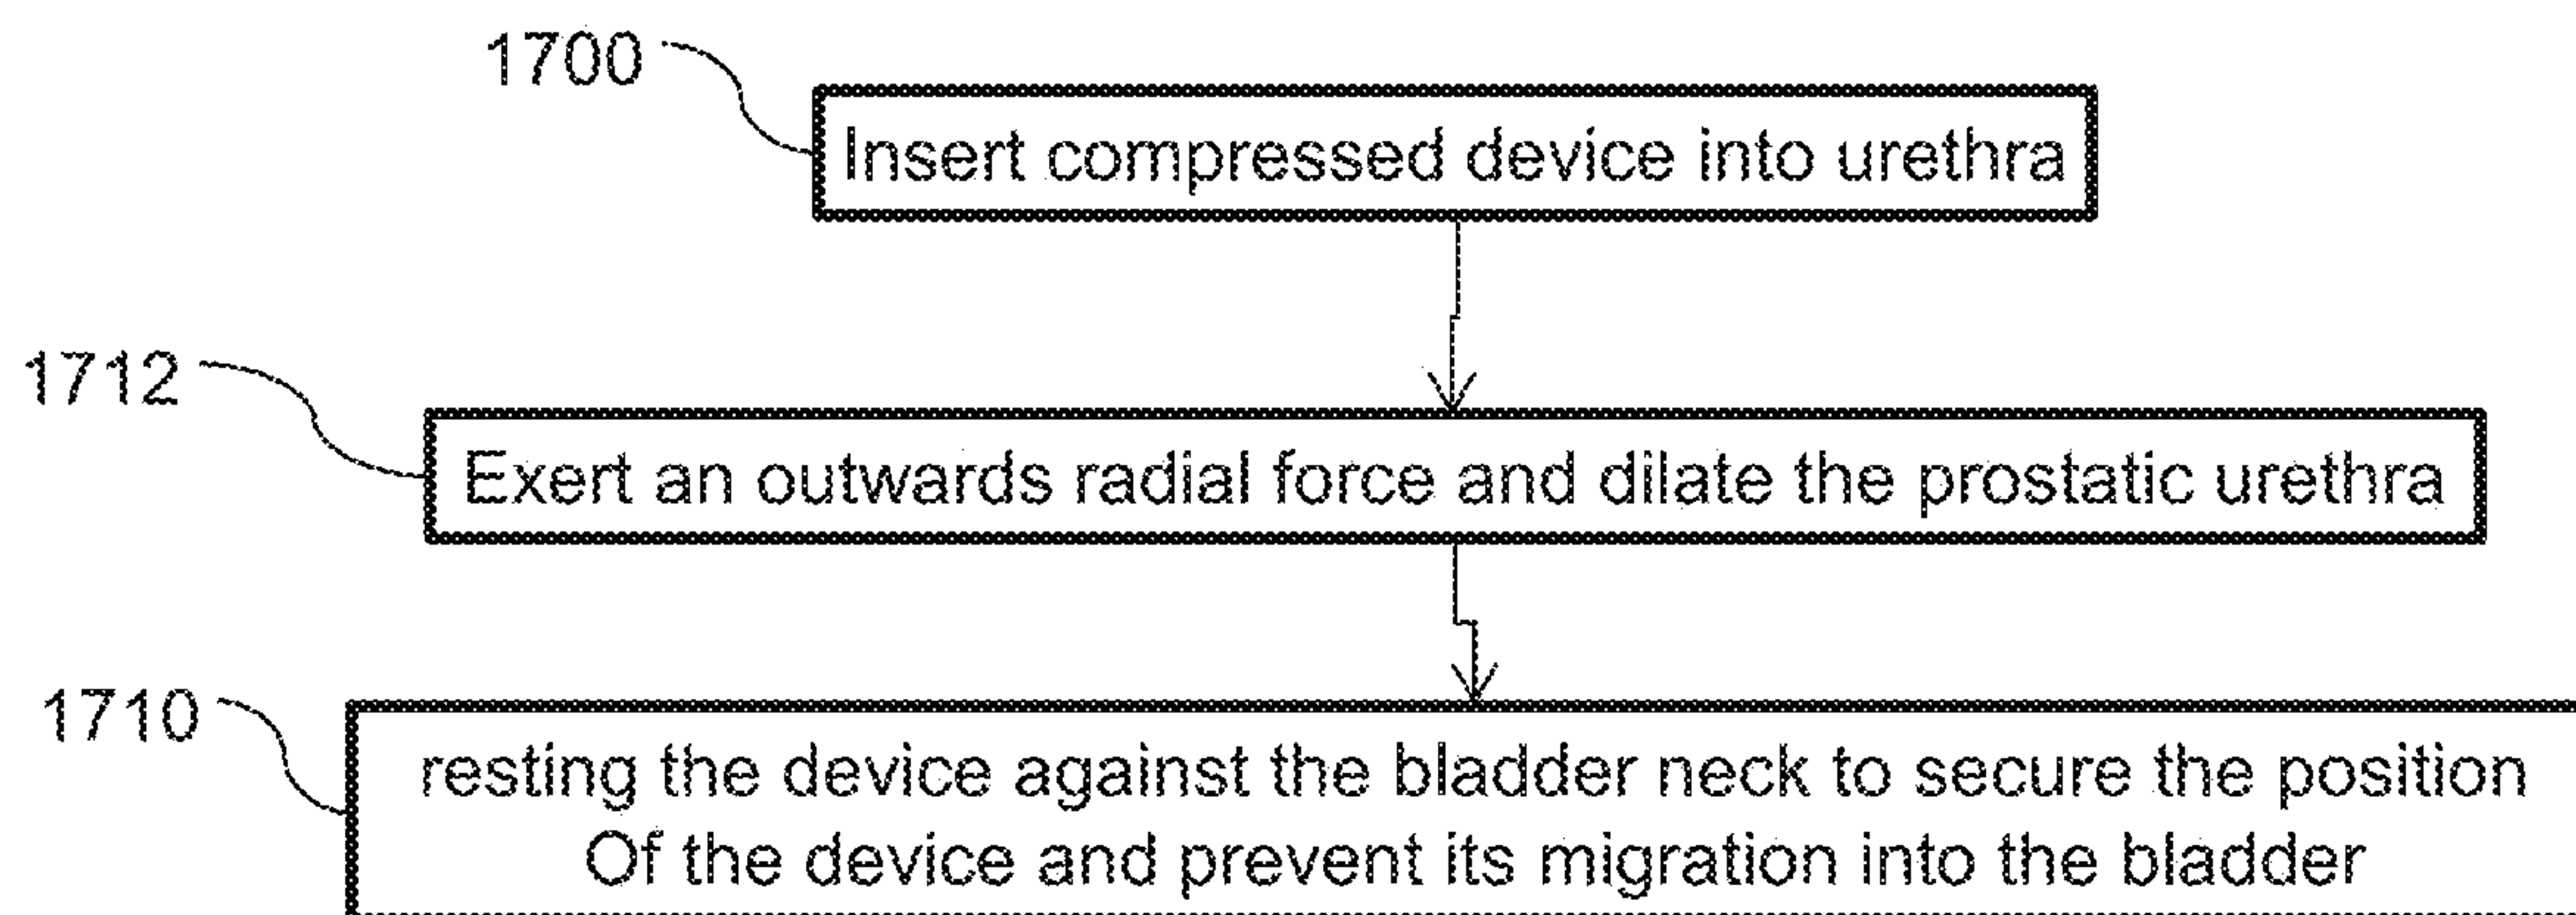 1700
Insert compressed device into urethra
1712
Exert an outwards radial force and dilate the prostatic urethra
1710
resting the device against the bladder neck to secure the position
Of the device and prevent its migration into the bladder